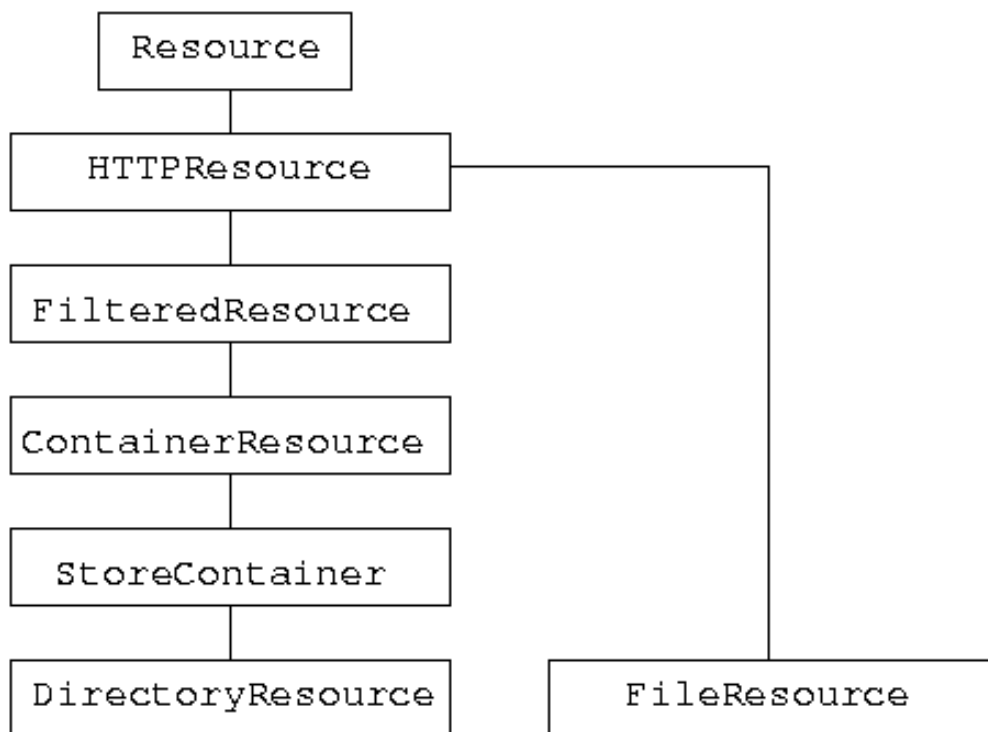 Resource
HTTPResource
FilteredResource
ContainerResource
StoreContainer
DirectoryResource
FileResource